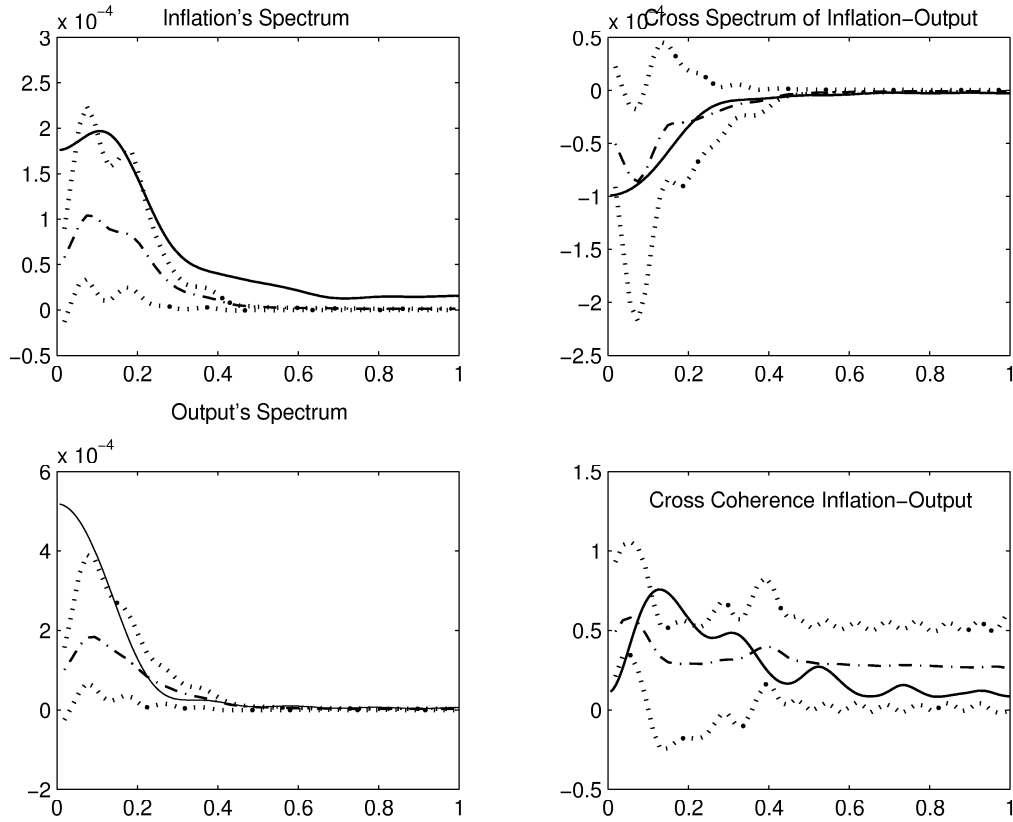 Inflation's Spectrum
x 10−4
3
2.5
2
1.5
1
0.5
0
−0.5
0 0.2 0.4 0.6 0.8 1
Cross Spectrum of Inflation−Output
x 10−4
0.5
0
−0.5
−1
−1.5
−2
−2.5
0 0.2 0.4 0.6 0.8 1
Output's Spectrum
x 10−4
6
4
2
0
−2
0 0.2 0.4 0.6 0.8 1
Cross Coherence Inflation−Output
1.5
1
0.5
0
−0.5
0 0.2 0.4 0.6 0.8 1